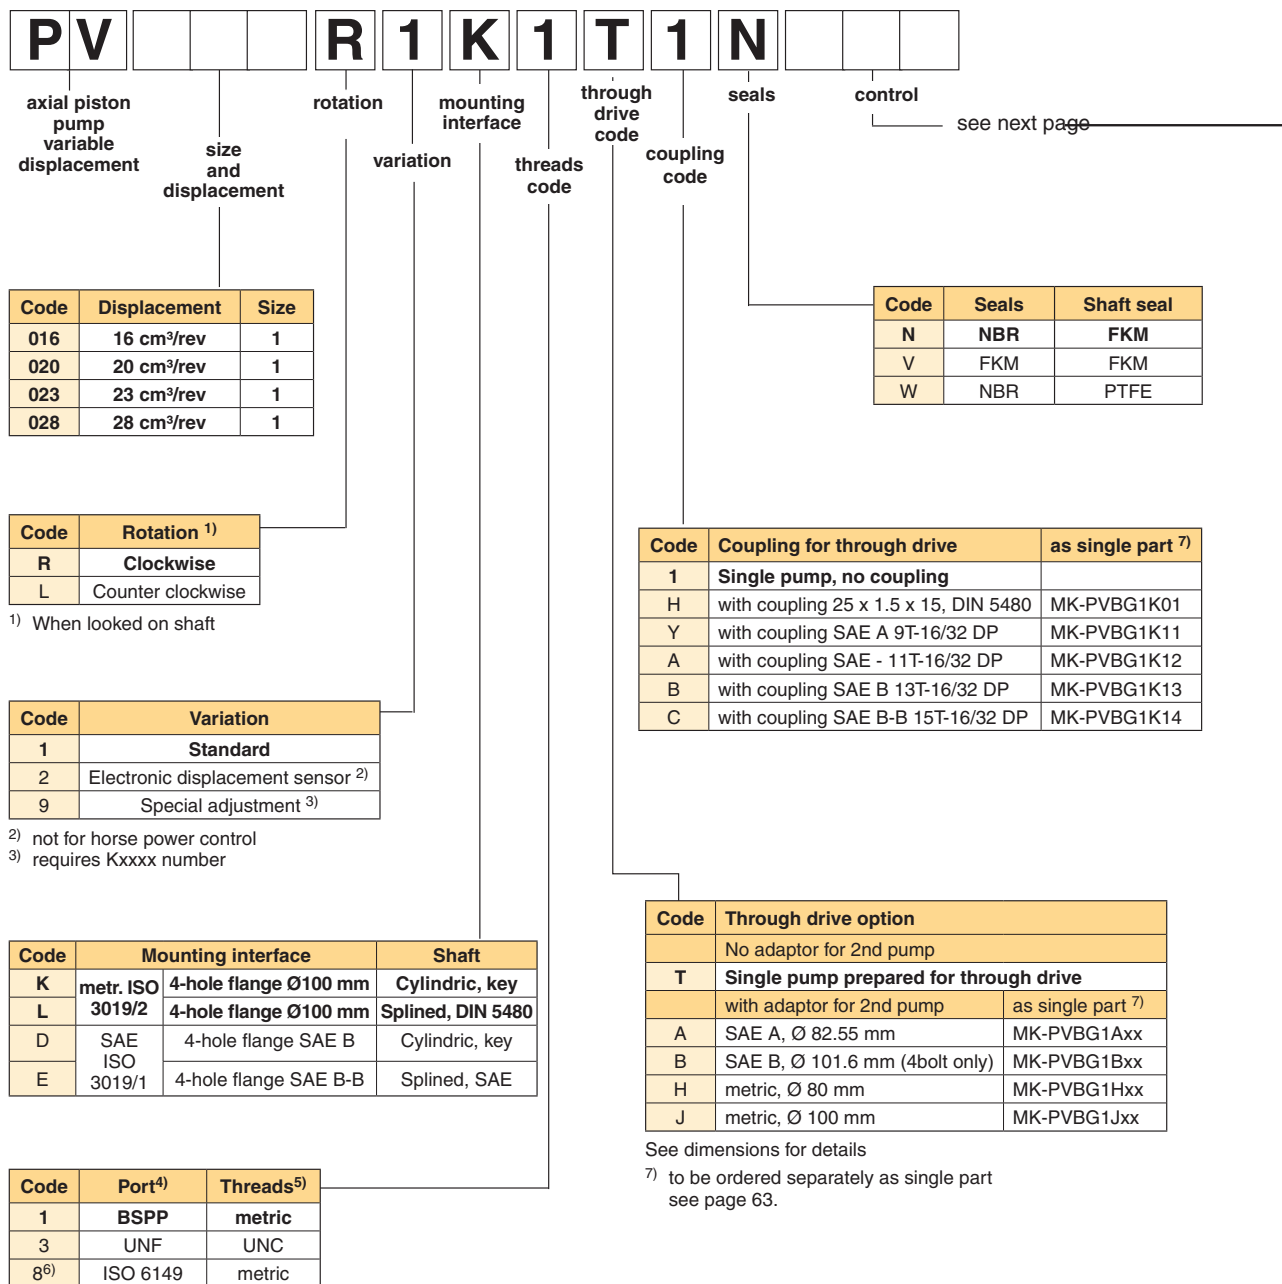 PV R 1 K 1 T 1 N
axial piston
pump
variable
displacement
size
and
displacement
rotation
variation
mounting
interface
threads
code
through
drive
code
coupling
code
seals
control
see next page
Code Displacement Size
016 16 cm³/rev 1
020 20 cm³/rev 1
023 23 cm³/rev 1
028 28 cm³/rev 1
Code Seals Shaft seal
N NBR FKM
V FKM FKM
W NBR PTFE
Code Rotation 1)
R Clockwise
L Counter clockwise
1) When looked on shaft
Code Coupling for through drive as single part 7)
1 Single pump, no coupling
H with coupling 25 x 1.5 x 15, DIN 5480 MK-PVBG1K01
Y with coupling SAE A 9T-16/32 DP MK-PVBG1K11
A with coupling SAE - 11T-16/32 DP MK-PVBG1K12
B with coupling SAE B 13T-16/32 DP MK-PVBG1K13
C with coupling SAE B-B 15T-16/32 DP MK-PVBG1K14
Code Variation
1 Standard
2 Electronic displacement sensor 2)
9 Special adjustment 3)
2) not for horse power control
3) requires Kxxxx number
Code Mounting interface Shaft
K metr. ISO 3019/2 4-hole flange Ø100 mm Cylindric, key
L 4-hole flange Ø100 mm Splined, DIN 5480
D SAE ISO 3019/1 4-hole flange SAE B Cylindric, key
E 4-hole flange SAE B-B Splined, SAE
Code Through drive option
No adaptor for 2nd pump
T Single pump prepared for through drive
with adaptor for 2nd pump as single part 7)
A SAE A, Ø 82.55 mm MK-PVBG1Axx
B SAE B, Ø 101.6 mm (4bolt only) MK-PVBG1Bxx
H metric, Ø 80 mm MK-PVBG1Hxx
J metric, Ø 100 mm MK-PVBG1Jxx
See dimensions for details
7) to be ordered separately as single part
see page 63.
Code Port4) Threads5)
1 BSPP metric
3 UNF UNC
86) ISO 6149 metric